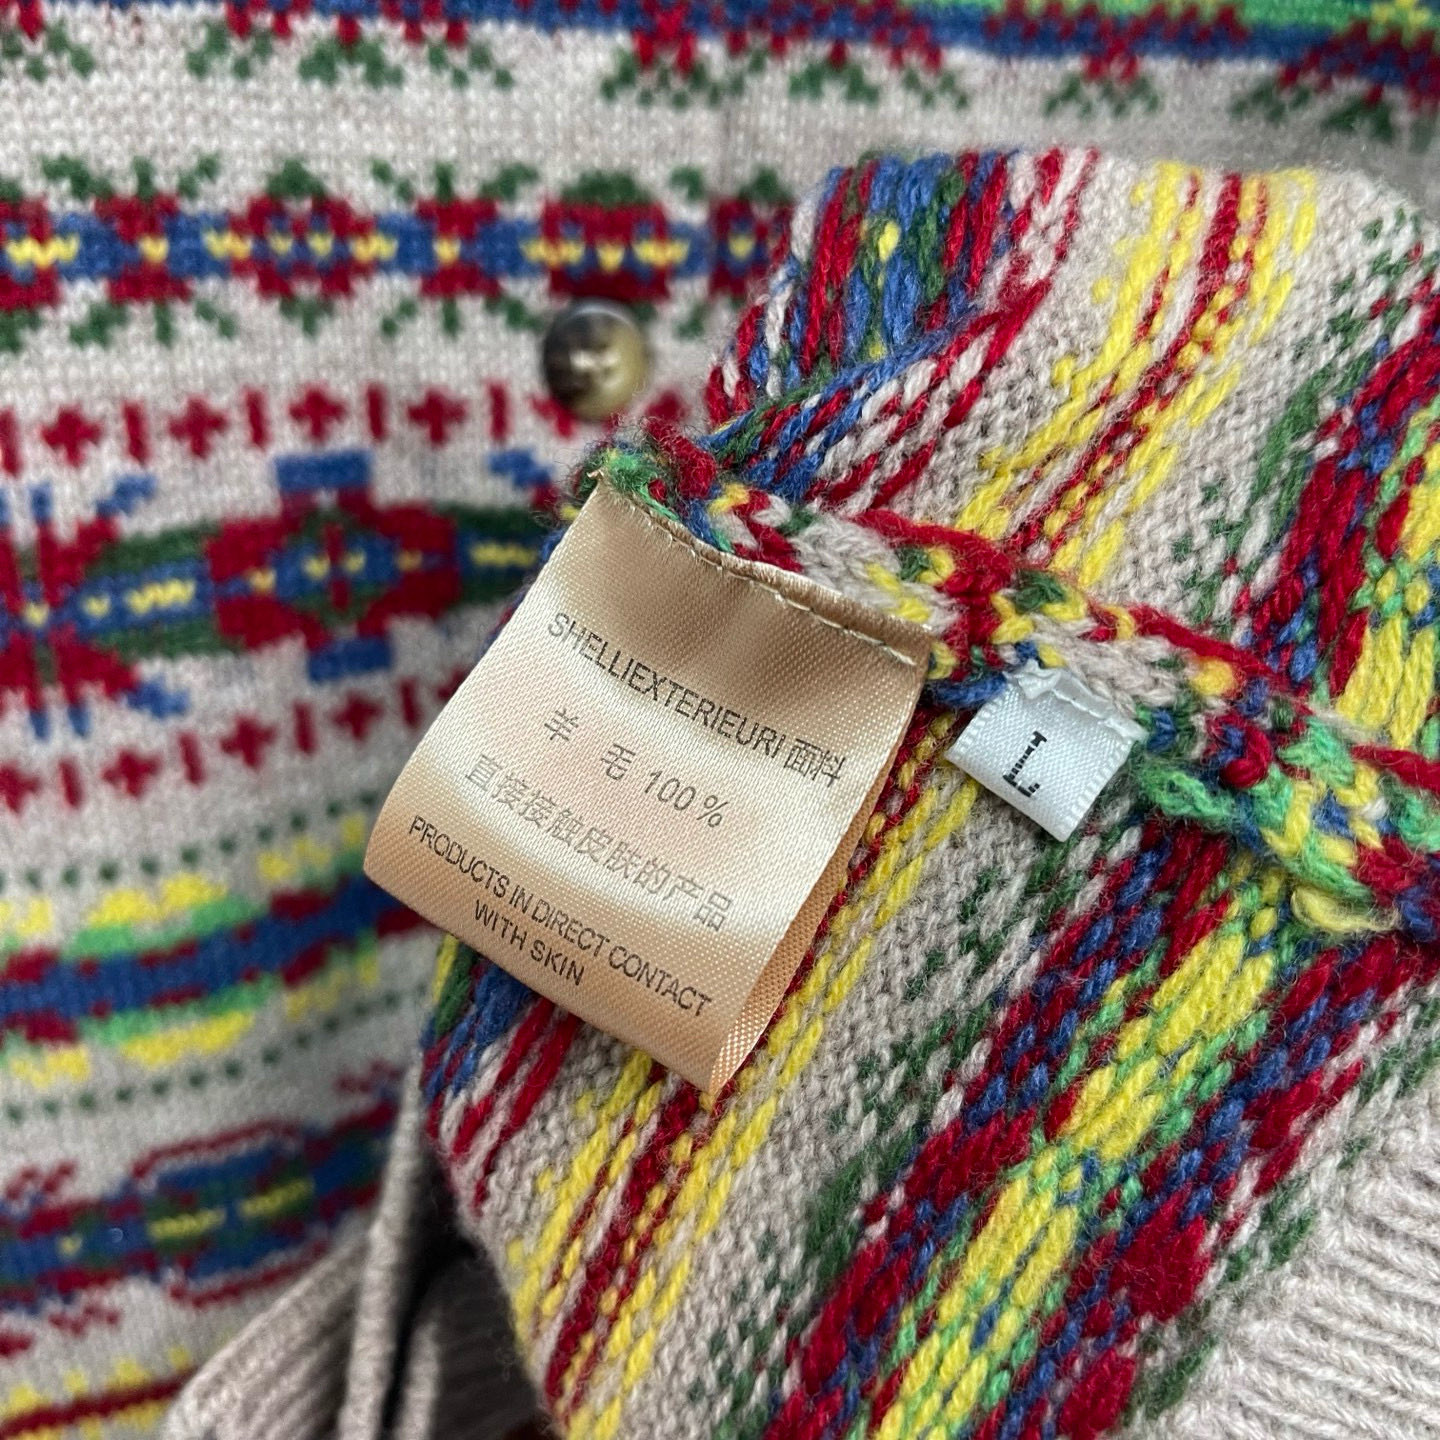 SHELLIEXTERIEURI 面料
羊 毛 100%
直接接触皮肤的产品
PRODUCTS IN DIRECT CONTACT
WITH SKIN
L